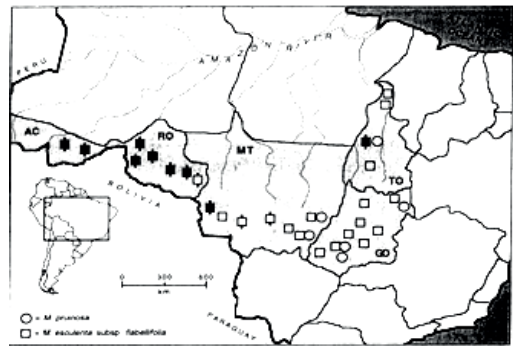 AMAZON RIVER
PERU
AC
RO
MT
TO
BOLIVIA
0 300 600
km
PARAGUAY
= M. pruinosa
= M. esculenta subsp. flabellifolia